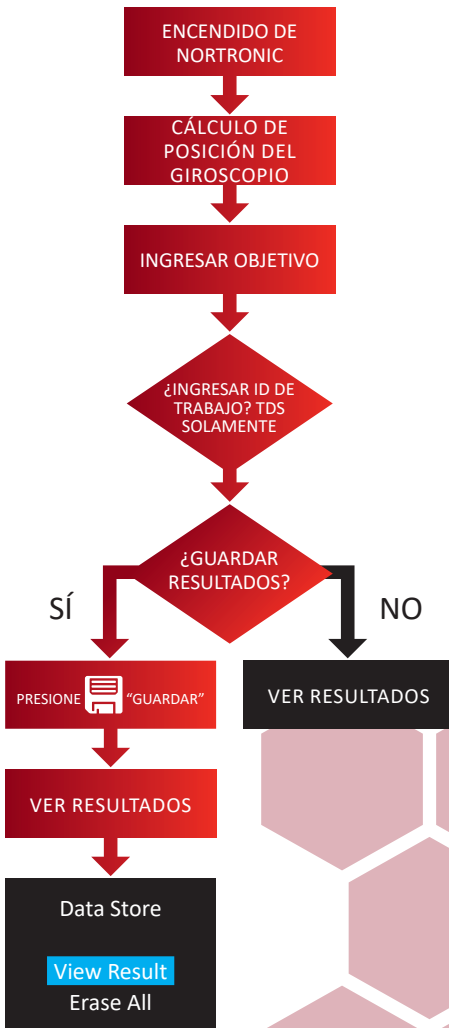 ENCENDIDO DE
NORTRONIC
CÁLCULO DE
POSICIÓN DEL
GIROSCOPIO
INGRESAR OBJETIVO
¿INGRESAR ID DE
TRABAJO? TDS
SOLAMENTE
¿GUARDAR
RESULTADOS?
SÍ
NO
PRESIONE "GUARDAR"
VER RESULTADOS
VER RESULTADOS
Data Store
View Result
Erase All